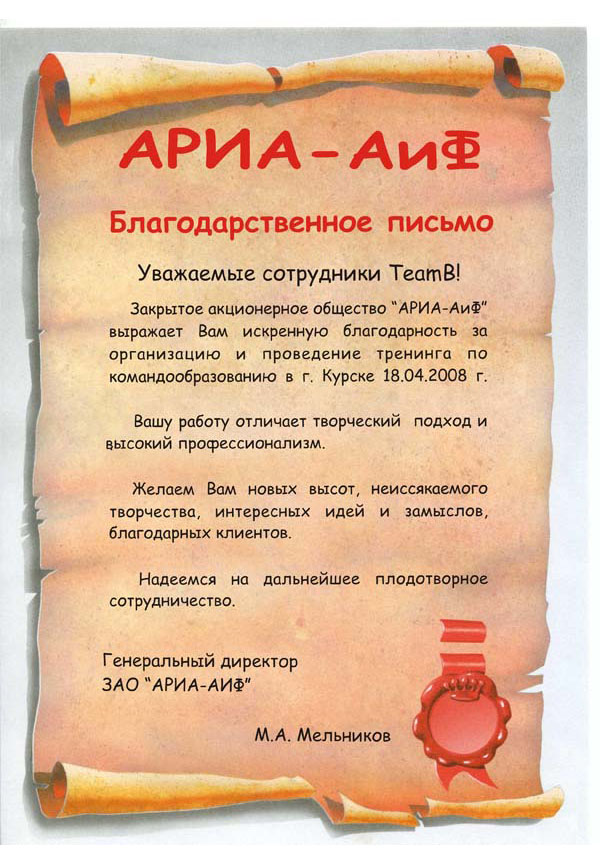 АРИА-АиФ
Благодарственное письмо
Уважаемые сотрудники TeamB!
Закрытое акционерное общество “АРИА-АиФ”
выражает Вам искреннюю благодарность за
организацию и проведение тренинга по
командообразованию в г. Курске 18.04.2008 г.
Вашу работу отличает творческий подход и
высокий профессионализм.
Желаем Вам новых высот, неиссякаемого
творчества, интересных идей и замыслов,
благодарных клиентов.
Надеемся на дальнейшее плодотворное
сотрудничество.
Генеральный директор
ЗАО “АРИА-АИФ”
М.А. Мельников